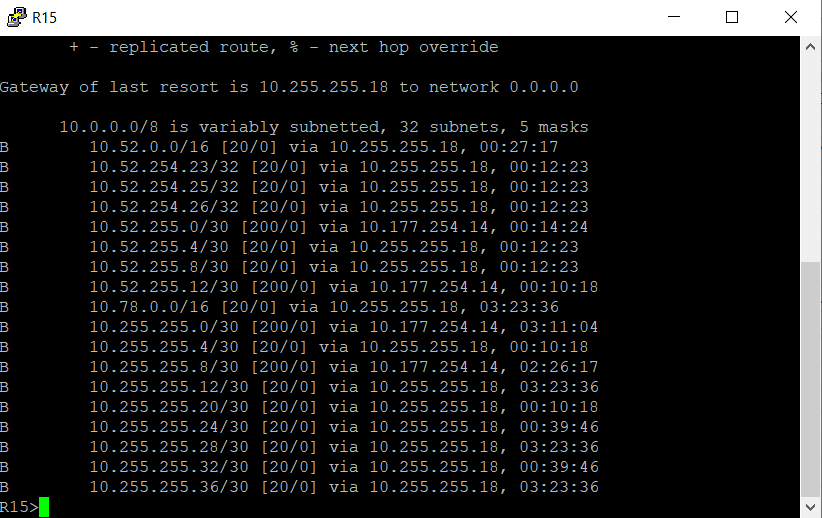 R15
+ - replicated route, % - next hop override
Gateway of last resort is 10.255.255.18 to network 0.0.0.0
10.0.0.0/8 is variably subnetted, 32 subnets, 5 masks
B 10.52.0.0/16 [20/0] via 10.255.255.18, 00:27:17
B 10.52.254.23/32 [20/0] via 10.255.255.18, 00:12:23
B 10.52.254.25/32 [20/0] via 10.255.255.18, 00:12:23
B 10.52.254.26/32 [20/0] via 10.255.255.18, 00:12:23
B 10.52.255.0/30 [200/0] via 10.177.254.14, 00:14:24
B 10.52.255.4/30 [20/0] via 10.255.255.18, 00:12:23
B 10.52.255.8/30 [20/0] via 10.255.255.18, 00:12:23
B 10.52.255.12/30 [200/0] via 10.177.254.14, 00:10:18
B 10.78.0.0/16 [20/0] via 10.255.255.18, 03:23:36
B 10.255.255.0/30 [200/0] via 10.177.254.14, 03:11:04
B 10.255.255.4/30 [20/0] via 10.255.255.18, 00:10:18
B 10.255.255.8/30 [200/0] via 10.177.254.14, 02:26:17
B 10.255.255.12/30 [20/0] via 10.255.255.18, 03:23:36
B 10.255.255.20/30 [20/0] via 10.255.255.18, 00:10:18
B 10.255.255.24/30 [20/0] via 10.255.255.18, 00:39:46
B 10.255.255.28/30 [20/0] via 10.255.255.18, 03:23:36
B 10.255.255.32/30 [20/0] via 10.255.255.18, 00:39:46
B 10.255.255.36/30 [20/0] via 10.255.255.18, 03:23:36
R15>